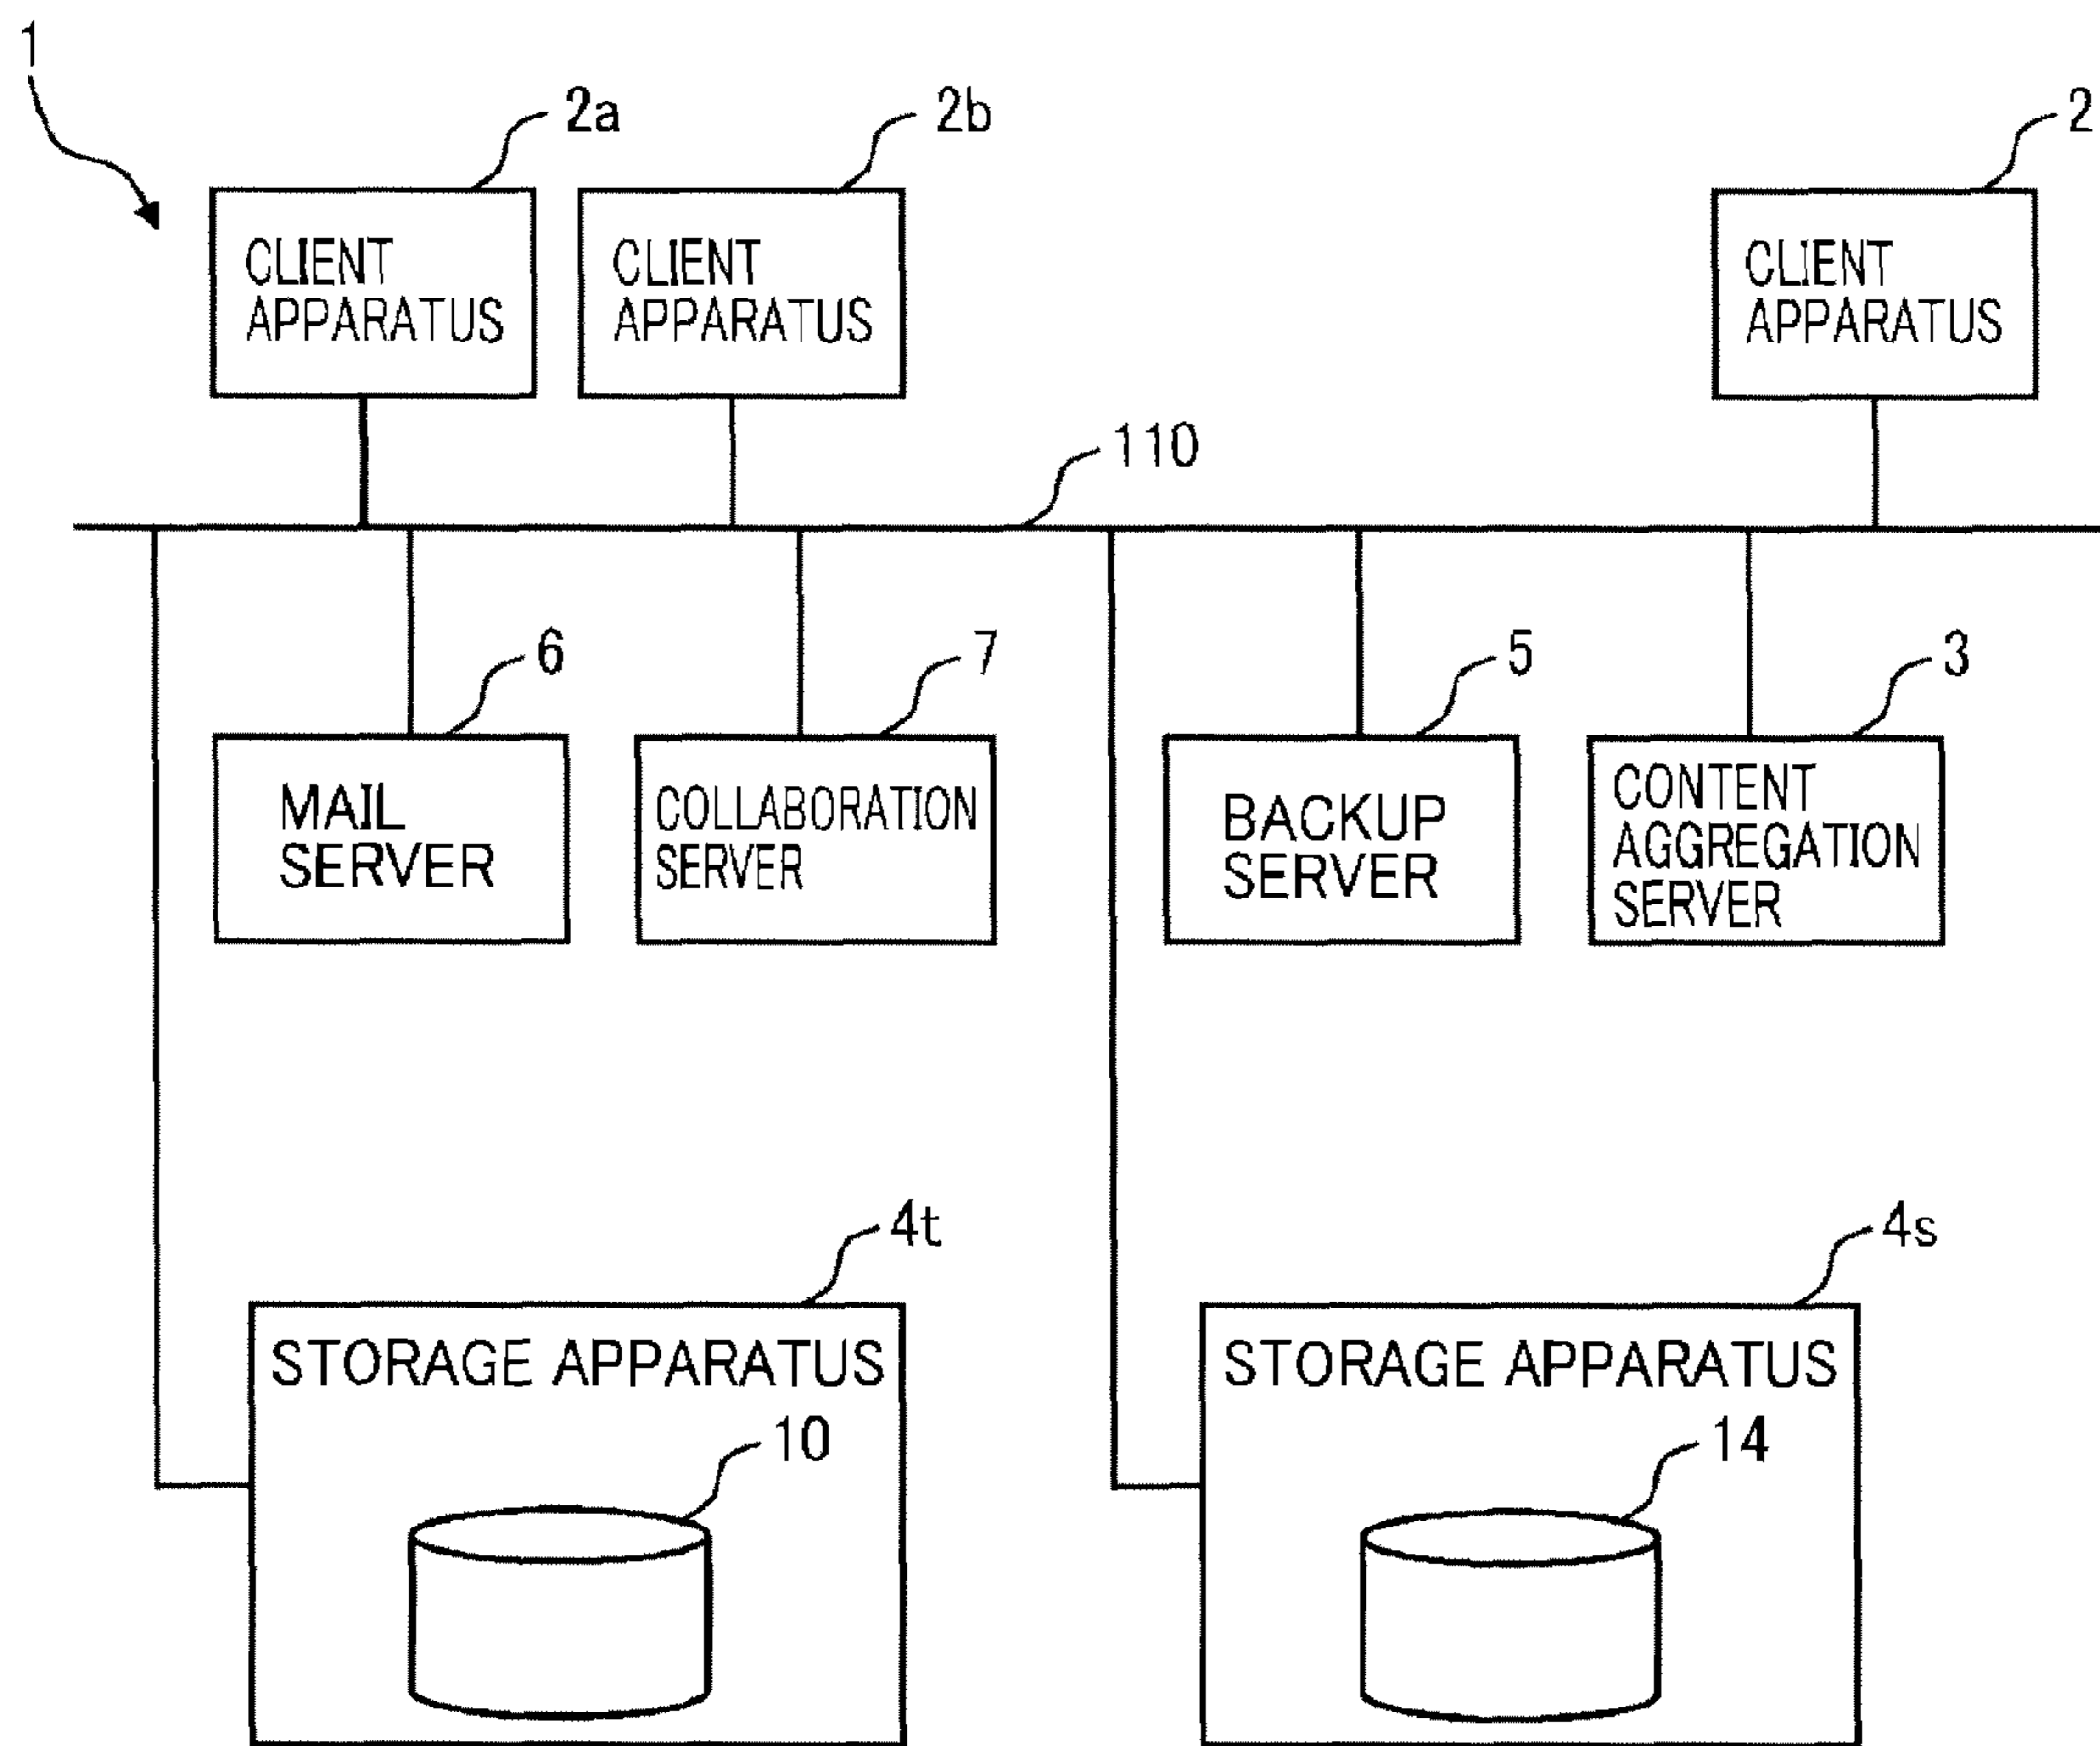 1
2a
2b
2
CLIENT
APPARATUS
CLIENT
APPARATUS
CLIENT
APPARATUS
110
6
7
5
3
MAIL
SERVER
COLLABORATION
SERVER
BACKUP
SERVER
CONTENT
AGGREGATION
SERVER
4t
4s
STORAGE APPARATUS
STORAGE APPARATUS
10
14